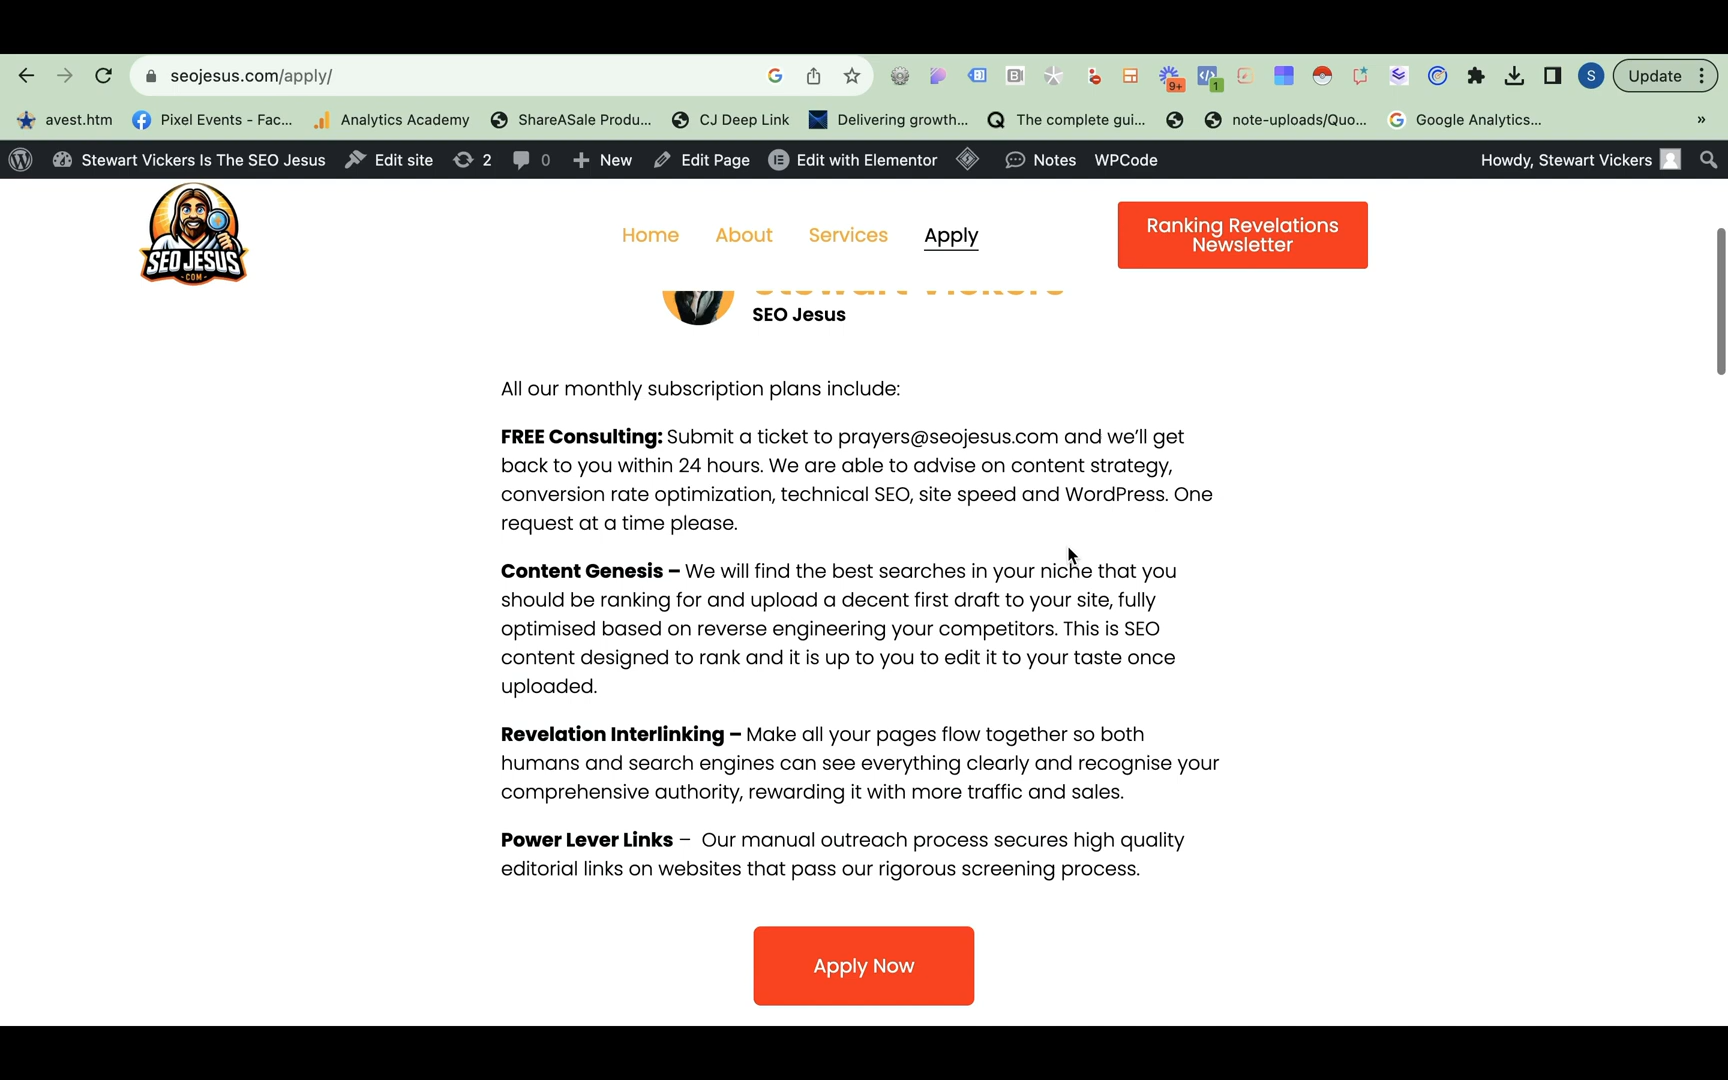 seojesus.com/apply/
9+
1
S
Update
avest.htm
Pixel Events - Fac...
Analytics Academy
ShareASale Produ...
CJ Deep Link
Delivering growth...
The complete gui...
note-uploads/Quo...
Google Analytics...
»
Stewart Vickers Is The SEO Jesus
Edit site
2
0
New
Edit Page
Edit with Elementor
Notes
WPCode
Howdy, Stewart Vickers
SEO JESUS
.COM
Home
About
Services
Apply
Ranking Revelations
Newsletter
Stewart Vickers
SEO Jesus
All our monthly subscription plans include:
FREE Consulting: Submit a ticket to prayers@seojesus.com and we’ll get
back to you within 24 hours. We are able to advise on content strategy,
conversion rate optimization, technical SEO, site speed and WordPress. One
request at a time please.
Content Genesis – We will find the best searches in your niche that you
should be ranking for and upload a decent first draft to your site, fully
optimised based on reverse engineering your competitors. This is SEO
content designed to rank and it is up to you to edit it to your taste once
uploaded.
Revelation Interlinking – Make all your pages flow together so both
humans and search engines can see everything clearly and recognise your
comprehensive authority, rewarding it with more traffic and sales.
Power Lever Links –  Our manual outreach process secures high quality
editorial links on websites that pass our rigorous screening process.
Apply Now